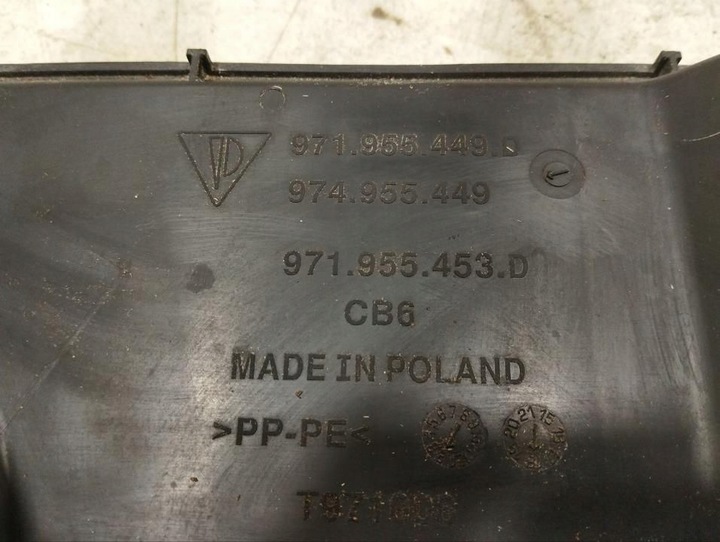 971.955.449.D
974.955.449
971.955.453.D
CB6
MADE IN POLAND
>PP-PE<